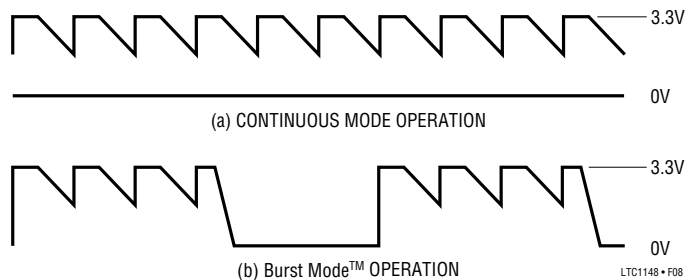 3.3V
0V
(a) CONTINUOUS MODE OPERATION
3.3V
0V
(b) Burst Mode™ OPERATION
LTC1148 • F08